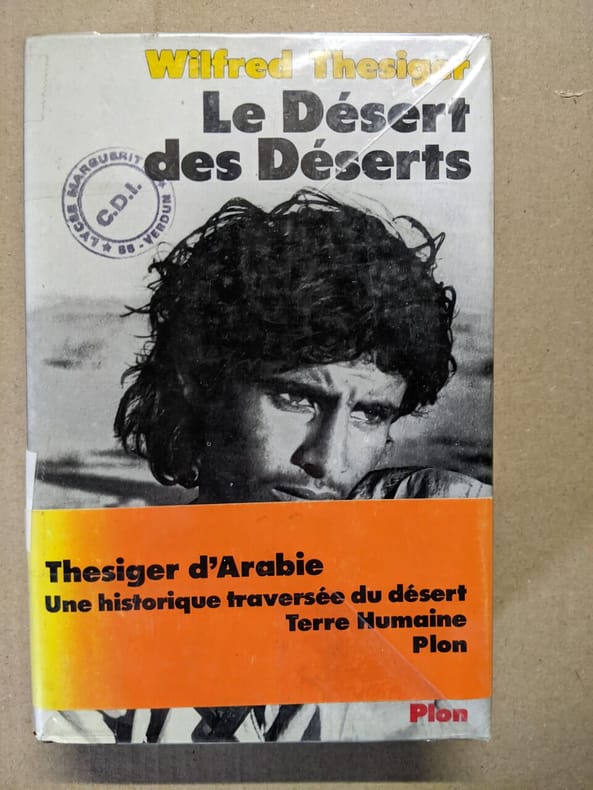 Wilfred Thesiger
Le Désert
des Déserts
LYCÉE MARGUERIT
C.D.I.
55 - VERDUN
Thesiger d'Arabie
Une historique traversée du désert
Terre Humaine
Plon
Plon